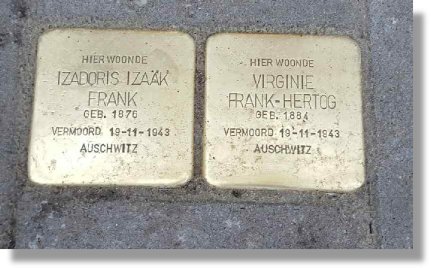 HIER WOONDE
IZADORIS IZAÄK
FRANK
GEB. 1876
VERMOORD 19-11-1943
AUSCHWITZ
HIER WOONDE
VIRGINIE
FRANK-HERTOG
GEB. 1884
VERMOORD 19-11-1943
AUSCHWITZ